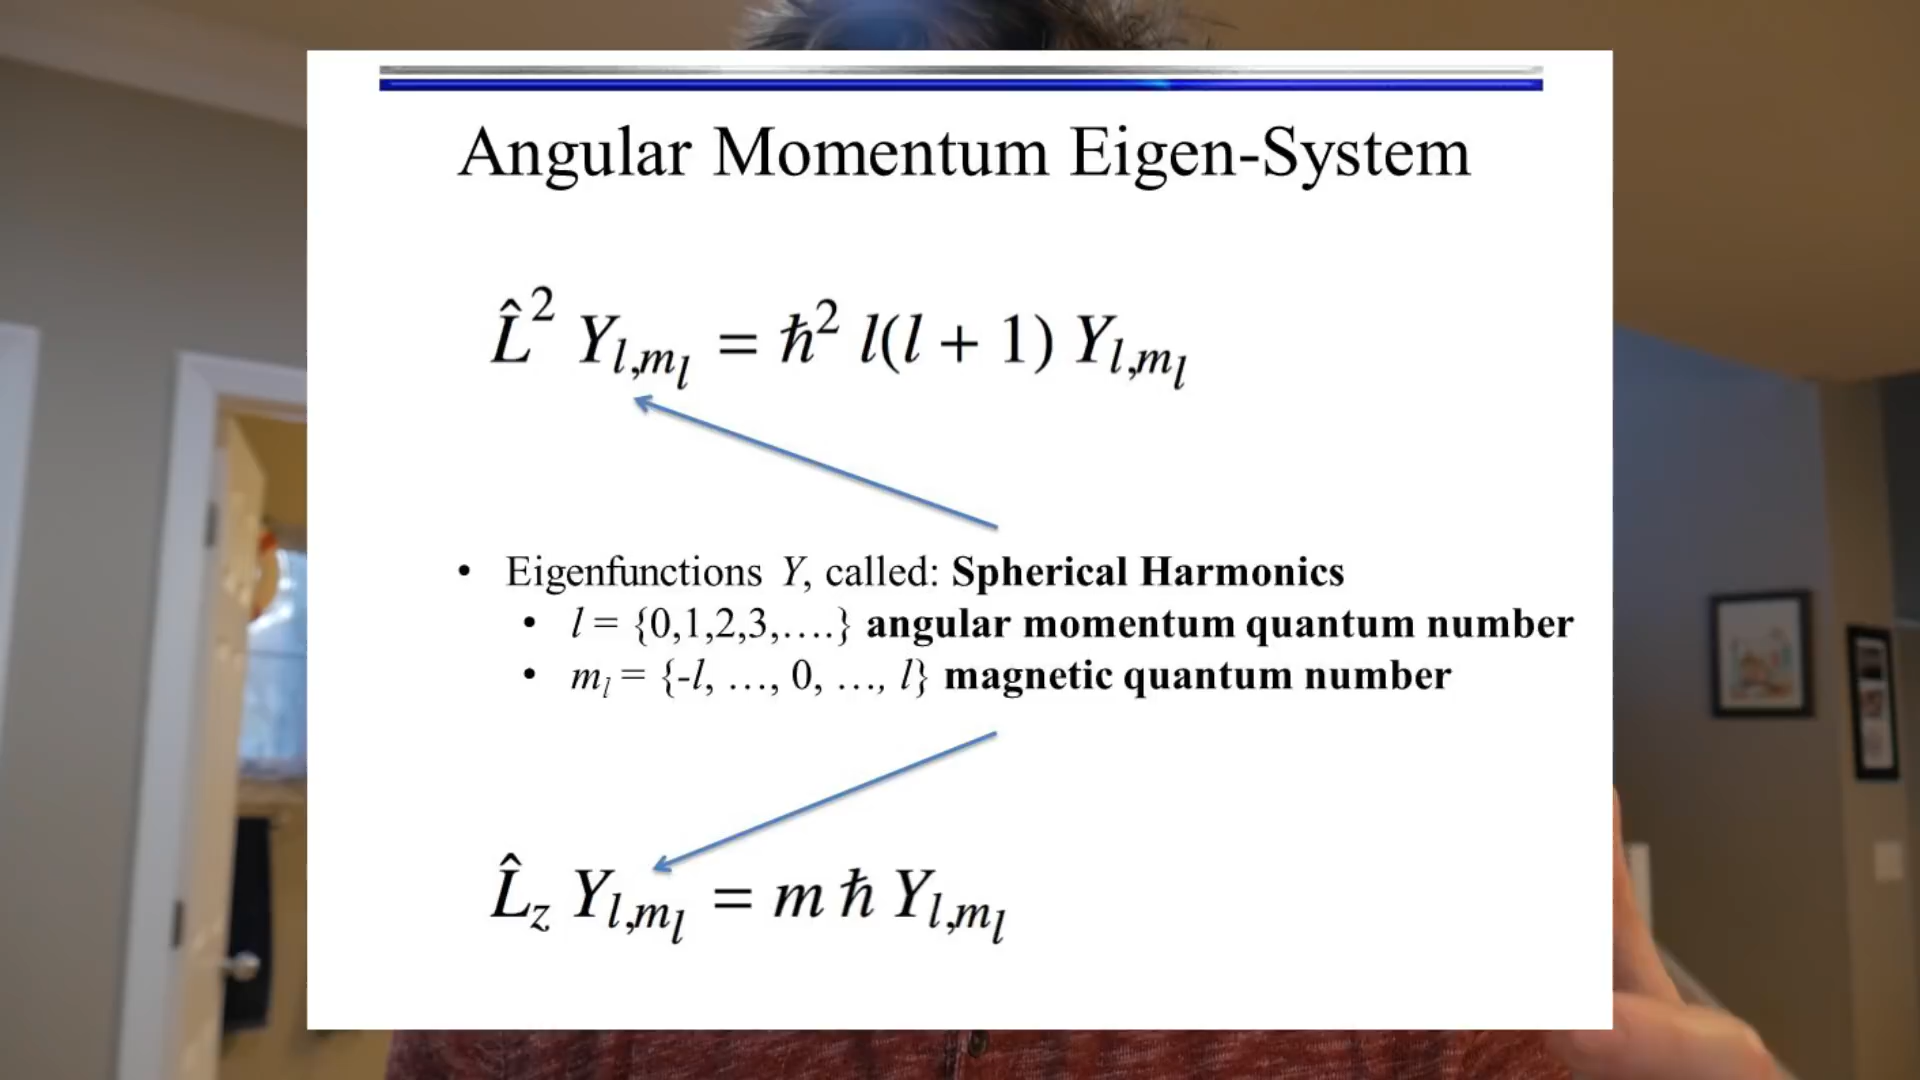 Angular Momentum Eigen-System
L̂² Y_{l,m_l} = ℏ² l(l + 1) Y_{l,m_l}
• Eigenfunctions Y, called: Spherical Harmonics
• l = {0,1,2,3,….} angular momentum quantum number
• m_l = {-l, …, 0, …, l} magnetic quantum number
L̂_z Y_{l,m_l} = m ℏ Y_{l,m_l}